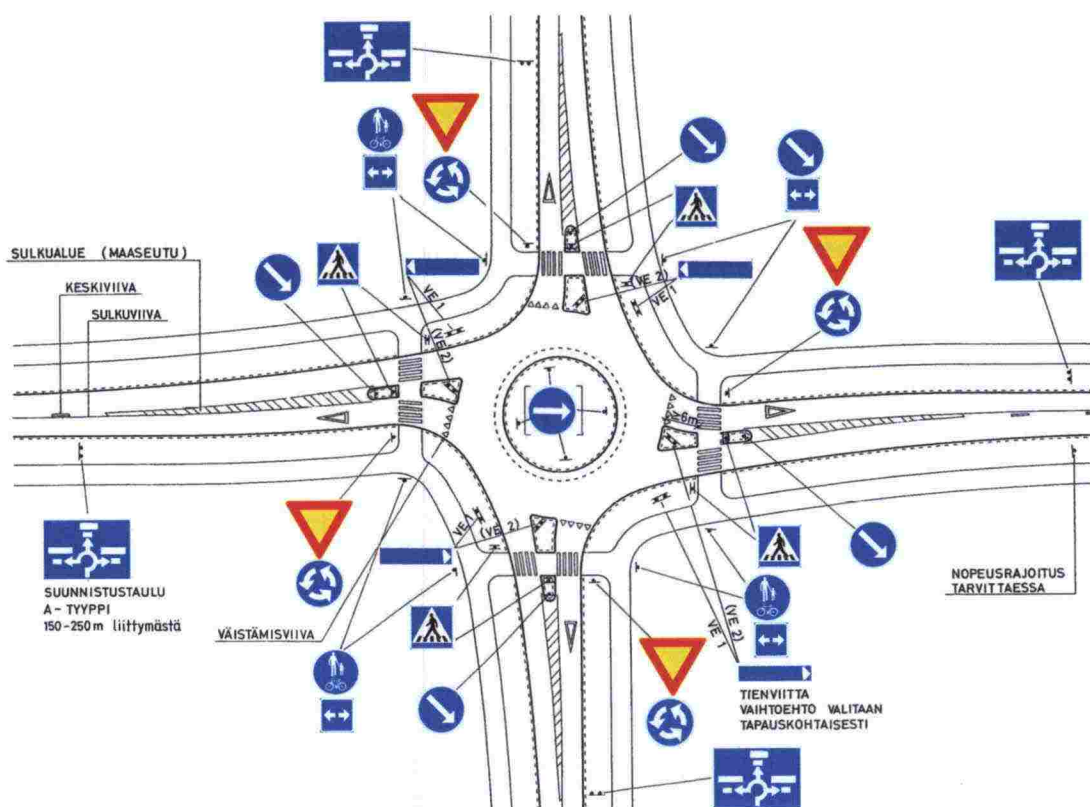 SULKUALUE (MAASEUTU)
KESKIVIIVA
SULKUVIIVA
VE 1
(VE 2)
(VE 2)
VE 1
≥6m
SUUNNISTUSTAULU
A - TYYPPI
150-250m liittymästä
VÄISTÄMISVIIVA
VE 1
(VE 2)
(VE 2)
VE 1
NOPEUSRAJOITUS
TARVITTAESSA
TIENVIITTA
VAIHTOEHTO VALITAAN
TAPAUSKOHTAISESTI